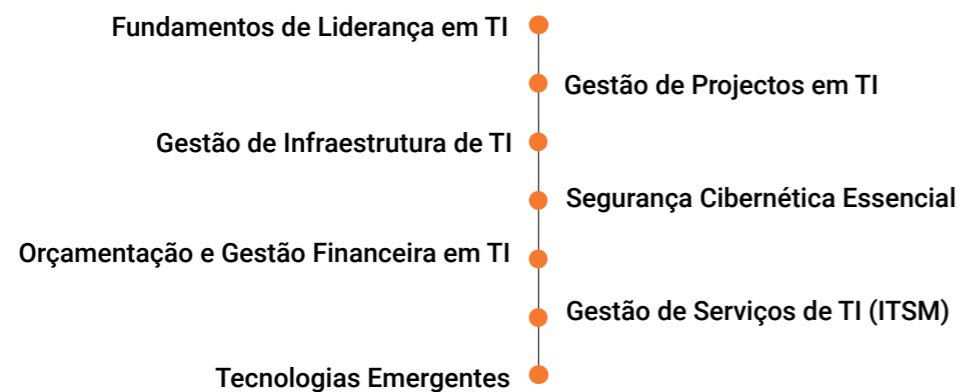 Fundamentos de Liderança em TI
Gestão de Projectos em TI
Gestão de Infraestrutura de TI
Segurança Cibernética Essencial
Orçamentação e Gestão Financeira em TI
Gestão de Serviços de TI (ITSM)
Tecnologias Emergentes